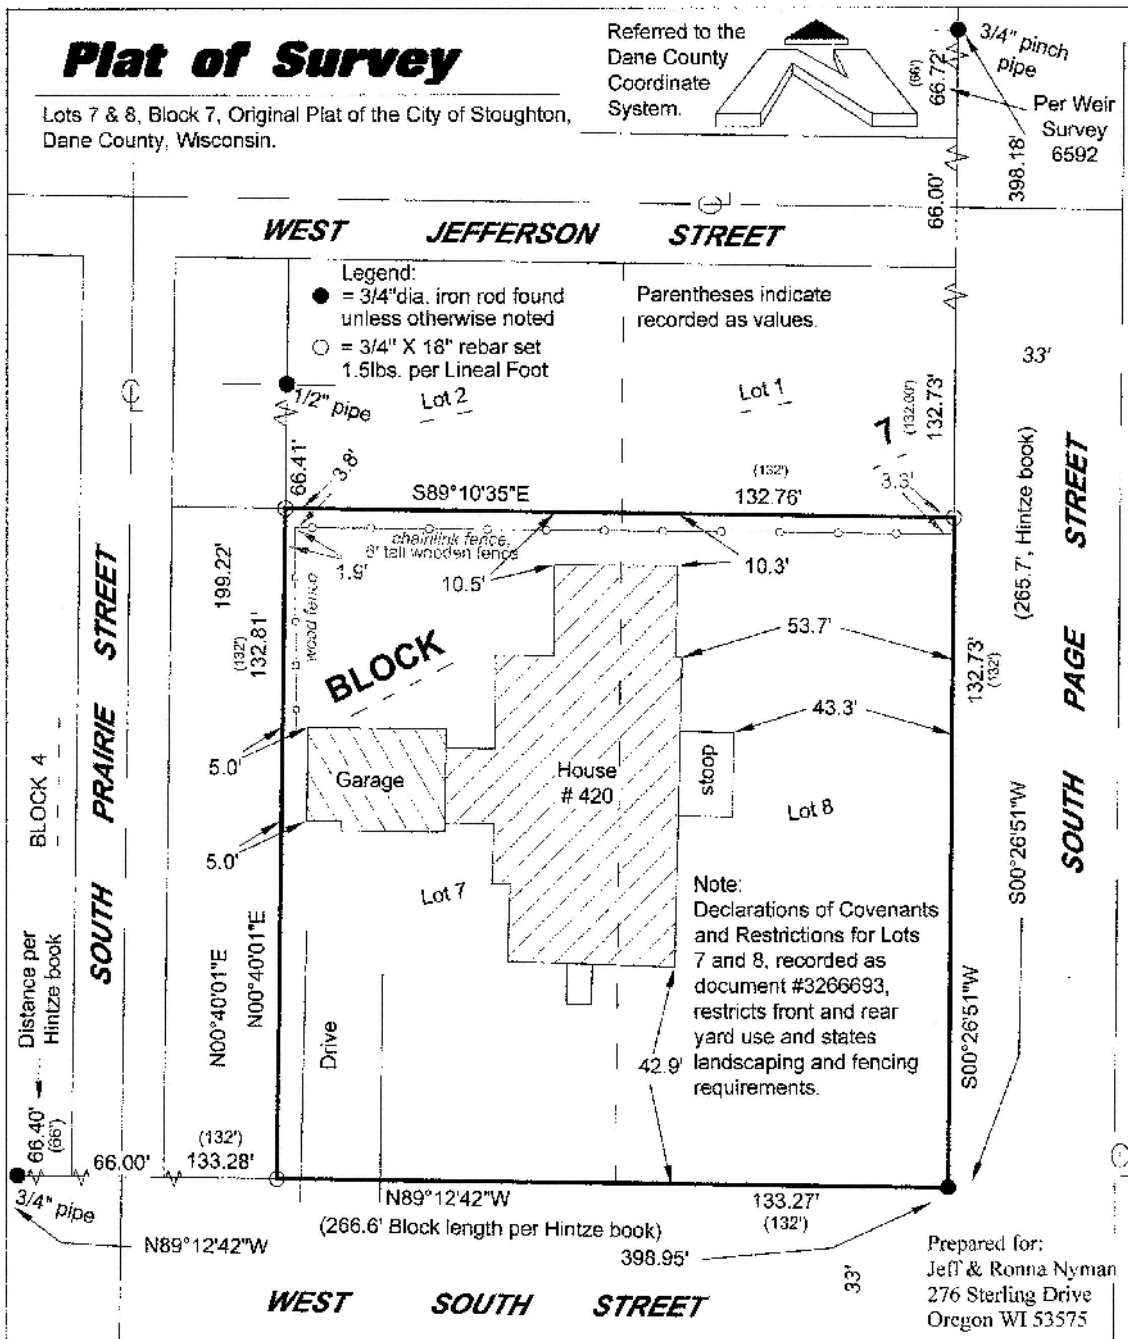 Plat of Survey
Lots 7 & 8, Block 7, Original Plat of the City of Stoughton,
Dane County, Wisconsin.
Referred to the
Dane County
Coordinate
System.
3/4" pinch
pipe
(66')
66.72'
Per Weir
Survey
6592
398.18'
66.00'
WEST JEFFERSON STREET
Legend:
= 3/4"dia. iron rod found
unless otherwise noted
= 3/4" X 18" rebar set
1.5lbs. per Lineal Foot
Parentheses indicate
recorded as values.
33'
1/2" pipe
Lot 2
Lot 1
7
(132.00')
132.73'
(265.7', Hintze book)
66.41'
3.8'
S89°10'35"E
(132')
132.76'
3.3'
chainlink fence
6' tall wooden fence
1.9'
wood fence
10.5'
10.3'
199.22'
(132')
132.81'
BLOCK
53.7'
132.73'
(132')
43.3'
SOUTH PRAIRIE STREET
SOUTH PAGE STREET
BLOCK 4
5.0'
Garage
House
# 420
stoop
Lot 8
5.0'
Lot 7
S00°26'51"W
Note:
Declarations of Covenants
and Restrictions for Lots
7 and 8, recorded as
document #3266693,
restricts front and rear
yard use and states
landscaping and fencing
requirements.
Distance per
Hintze book
N00°40'01"E
N00°40'01"E
Drive
42.9'
S00°26'51"W
66.40'
(66')
66.00'
(132')
133.28'
3/4" pipe
N89°12'42"W
133.27'
(132')
(266.6' Block length per Hintze book)
N89°12'42"W
398.95'
33'
WEST SOUTH STREET
Prepared for:
Jeff & Ronna Nyman
276 Sterling Drive
Oregon WI 53575